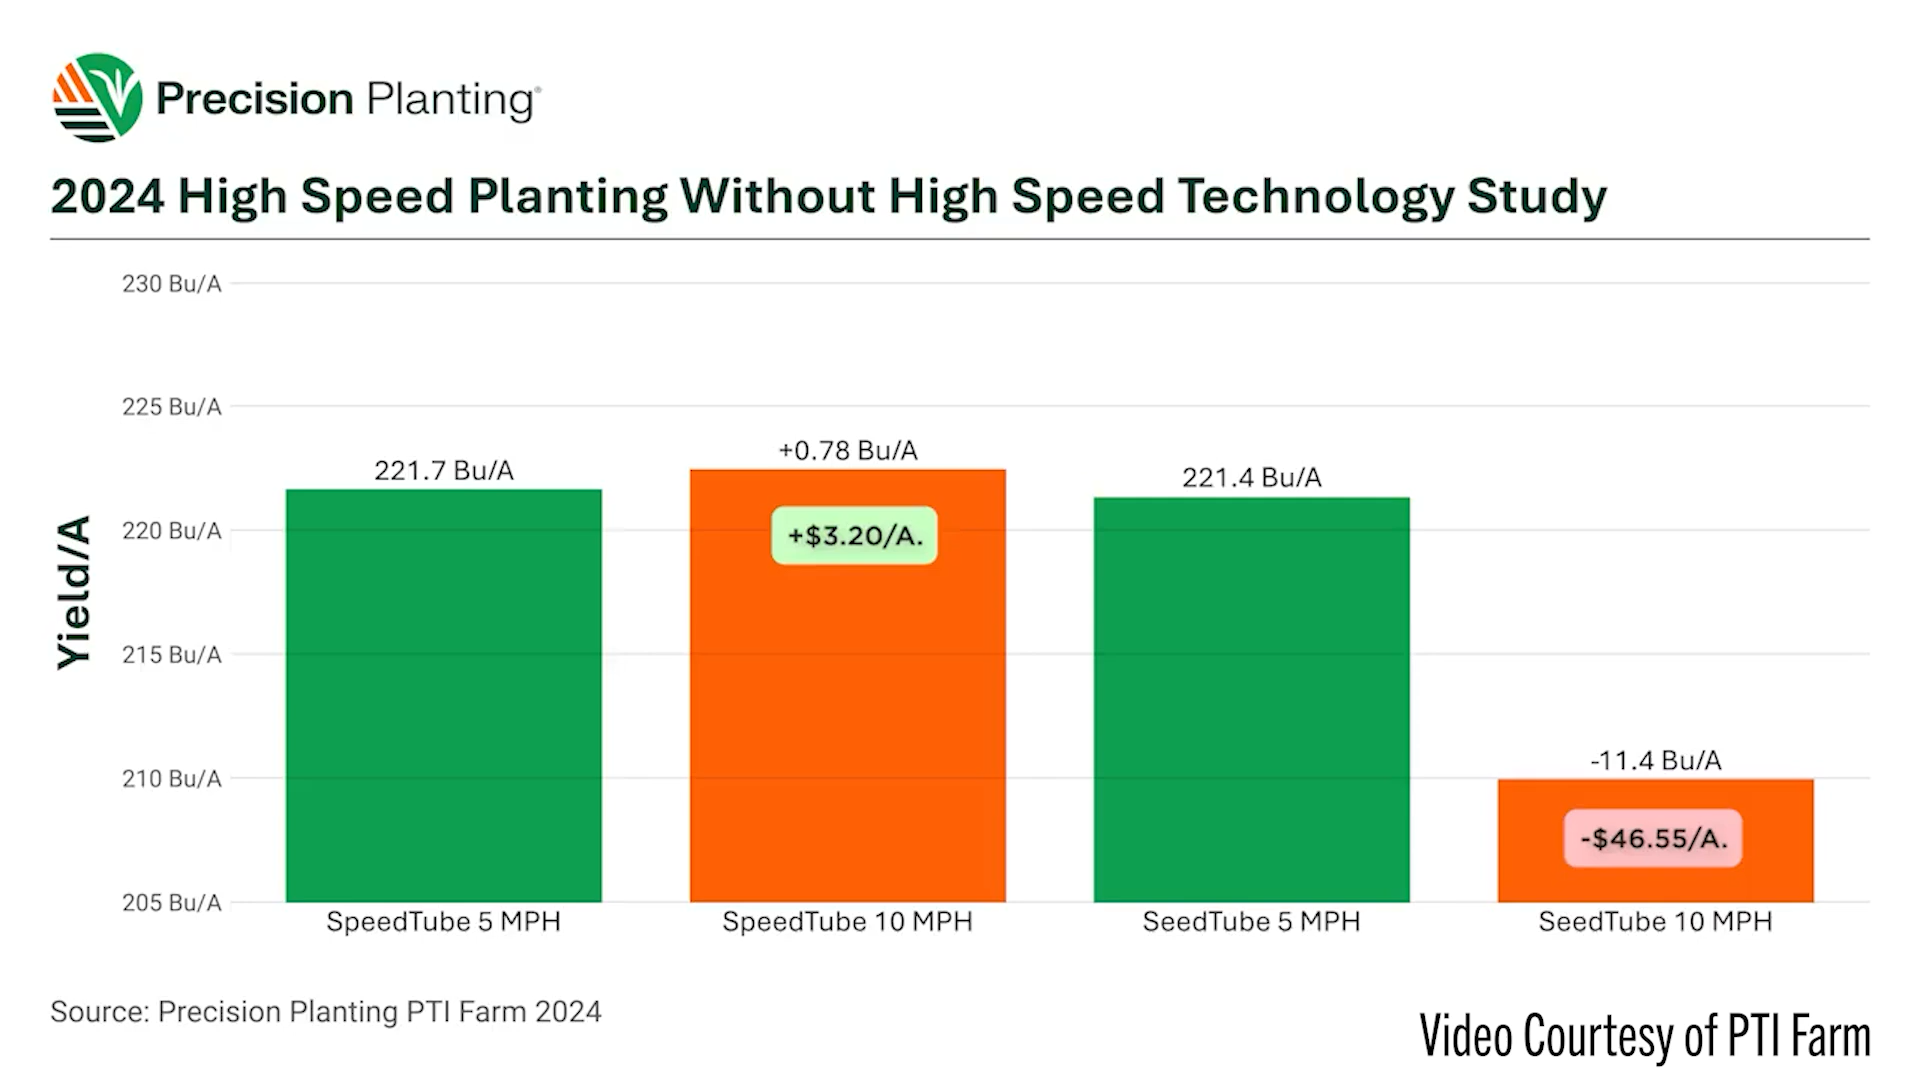 Precision Planting®
2024 High Speed Planting Without High Speed Technology Study
230 Bu/A
225 Bu/A
220 Bu/A
215 Bu/A
210 Bu/A
205 Bu/A
Yield/A
221.7 Bu/A
+0.78 Bu/A
+$3.20/A.
221.4 Bu/A
-11.4 Bu/A
-$46.55/A.
SpeedTube 5 MPH
SpeedTube 10 MPH
SeedTube 5 MPH
SeedTube 10 MPH
Source: Precision Planting PTI Farm 2024
Video Courtesy of PTI Farm